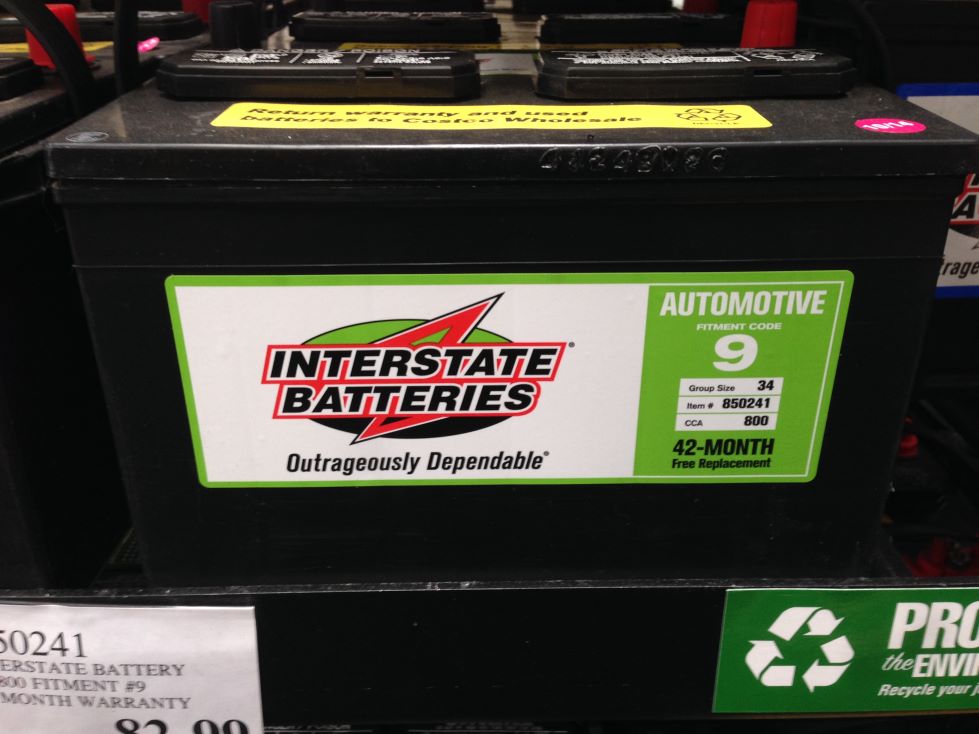 Return warranty and used
batteries to Costco Wholesale
10/14
INTERSTATE
BATTERIES®
Outrageously Dependable®
AUTOMOTIVE
FITMENT CODE
9
Group Size 34
Item # 850241
CCA 800
42-MONTH
Free Replacement
50241
ERSTATE BATTERY
800 FITMENT #9
MONTH WARRANTY
PRO
the ENVI
Recycle your